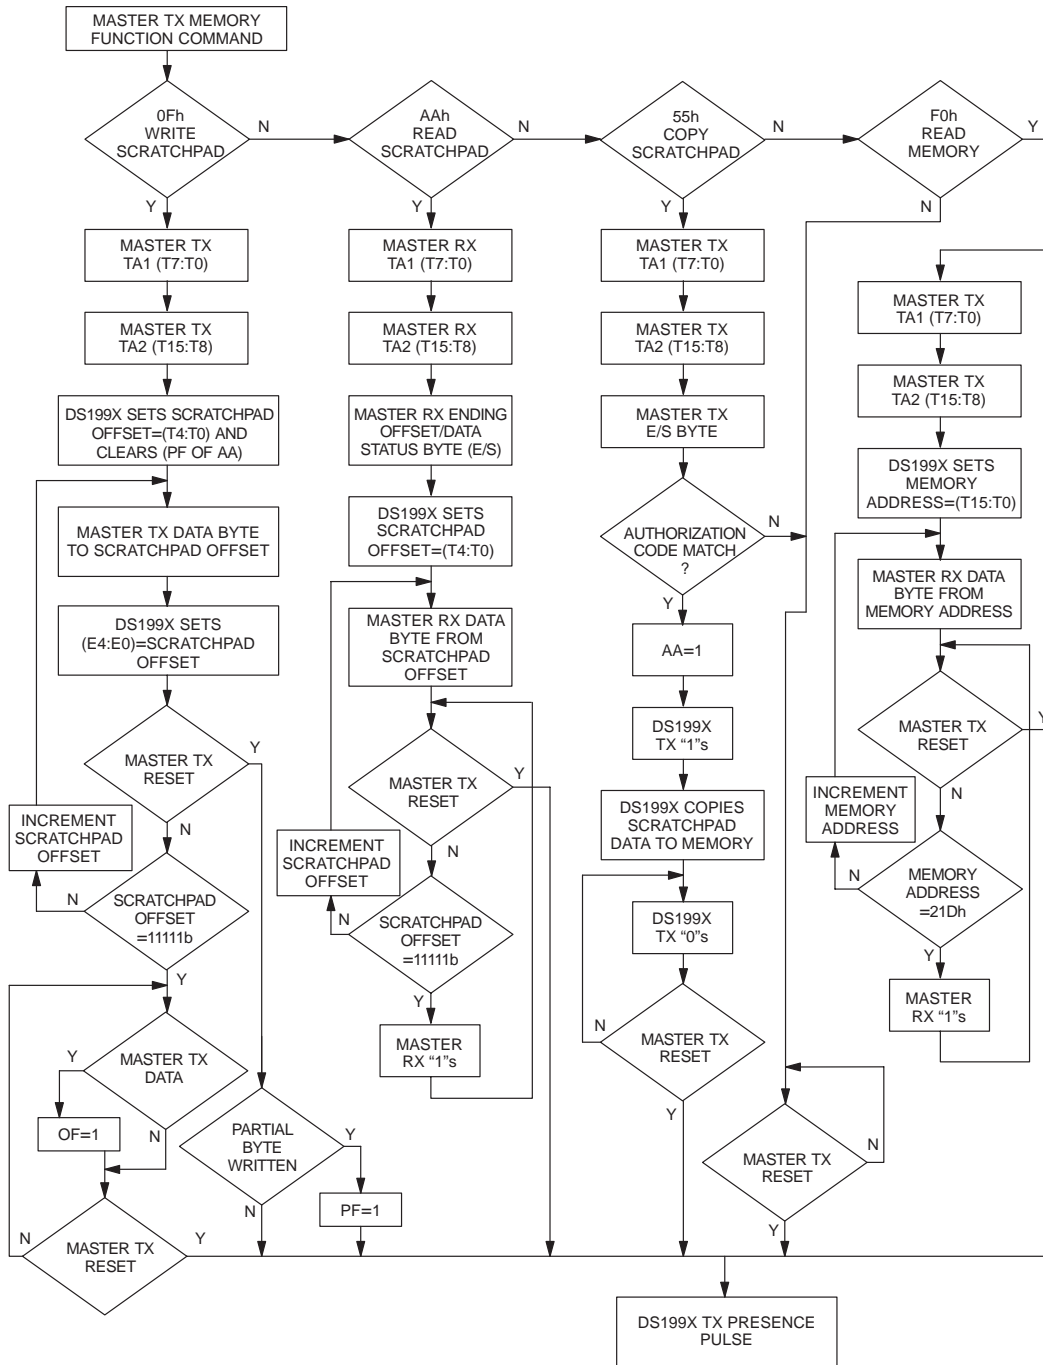 MASTER TX MEMORY
FUNCTION COMMAND
0Fh
WRITE
SCRATCHPAD
N
Y
AAh
READ
SCRATCHPAD
N
Y
55h
COPY
SCRATCHPAD
N
Y
F0h
READ
MEMORY
Y
N
MASTER TX
TA1 (T7:T0)
MASTER TX
TA2 (T15:T8)
DS199X SETS SCRATCHPAD
OFFSET=(T4:T0) AND
CLEARS (PF OF AA)
MASTER TX DATA BYTE
TO SCRATCHPAD OFFSET
DS199X SETS
(E4:E0)=SCRATCHPAD
OFFSET
MASTER TX
RESET
Y
N
INCREMENT
SCRATCHPAD
OFFSET
N
SCRATCHPAD
OFFSET
=11111b
Y
MASTER TX
DATA
Y
N
OF=1
MASTER TX
RESET
N
Y
PARTIAL
BYTE
WRITTEN
Y
N
PF=1
MASTER RX
TA1 (T7:T0)
MASTER RX
TA2 (T15:T8)
MASTER RX ENDING
OFFSET/DATA
STATUS BYTE (E/S)
DS199X SETS
SCRATCHPAD
OFFSET=(T4:T0)
MASTER RX DATA
BYTE FROM
SCRATCHPAD
OFFSET
MASTER TX
RESET
Y
N
INCREMENT
SCRATCHPAD
OFFSET
N
SCRATCHPAD
OFFSET
=11111b
Y
MASTER
RX “1”s
MASTER TX
TA1 (T7:T0)
MASTER TX
TA2 (T15:T8)
MASTER TX
E/S BYTE
AUTHORIZATION
CODE MATCH
?
N
Y
AA=1
DS199X
TX “1”s
DS199X COPIES
SCRATCHPAD
DATA TO MEMORY
DS199X
TX “0”s
MASTER TX
RESET
N
Y
MASTER TX
RESET
N
Y
MASTER TX
TA1 (T7:T0)
MASTER TX
TA2 (T15:T8)
DS199X SETS
MEMORY
ADDRESS=(T15:T0)
MASTER RX DATA
BYTE FROM
MEMORY ADDRESS
MASTER TX
RESET
Y
N
INCREMENT
MEMORY
ADDRESS
N
MEMORY
ADDRESS
=21Dh
Y
MASTER
RX “1”s
DS199X TX PRESENCE
PULSE